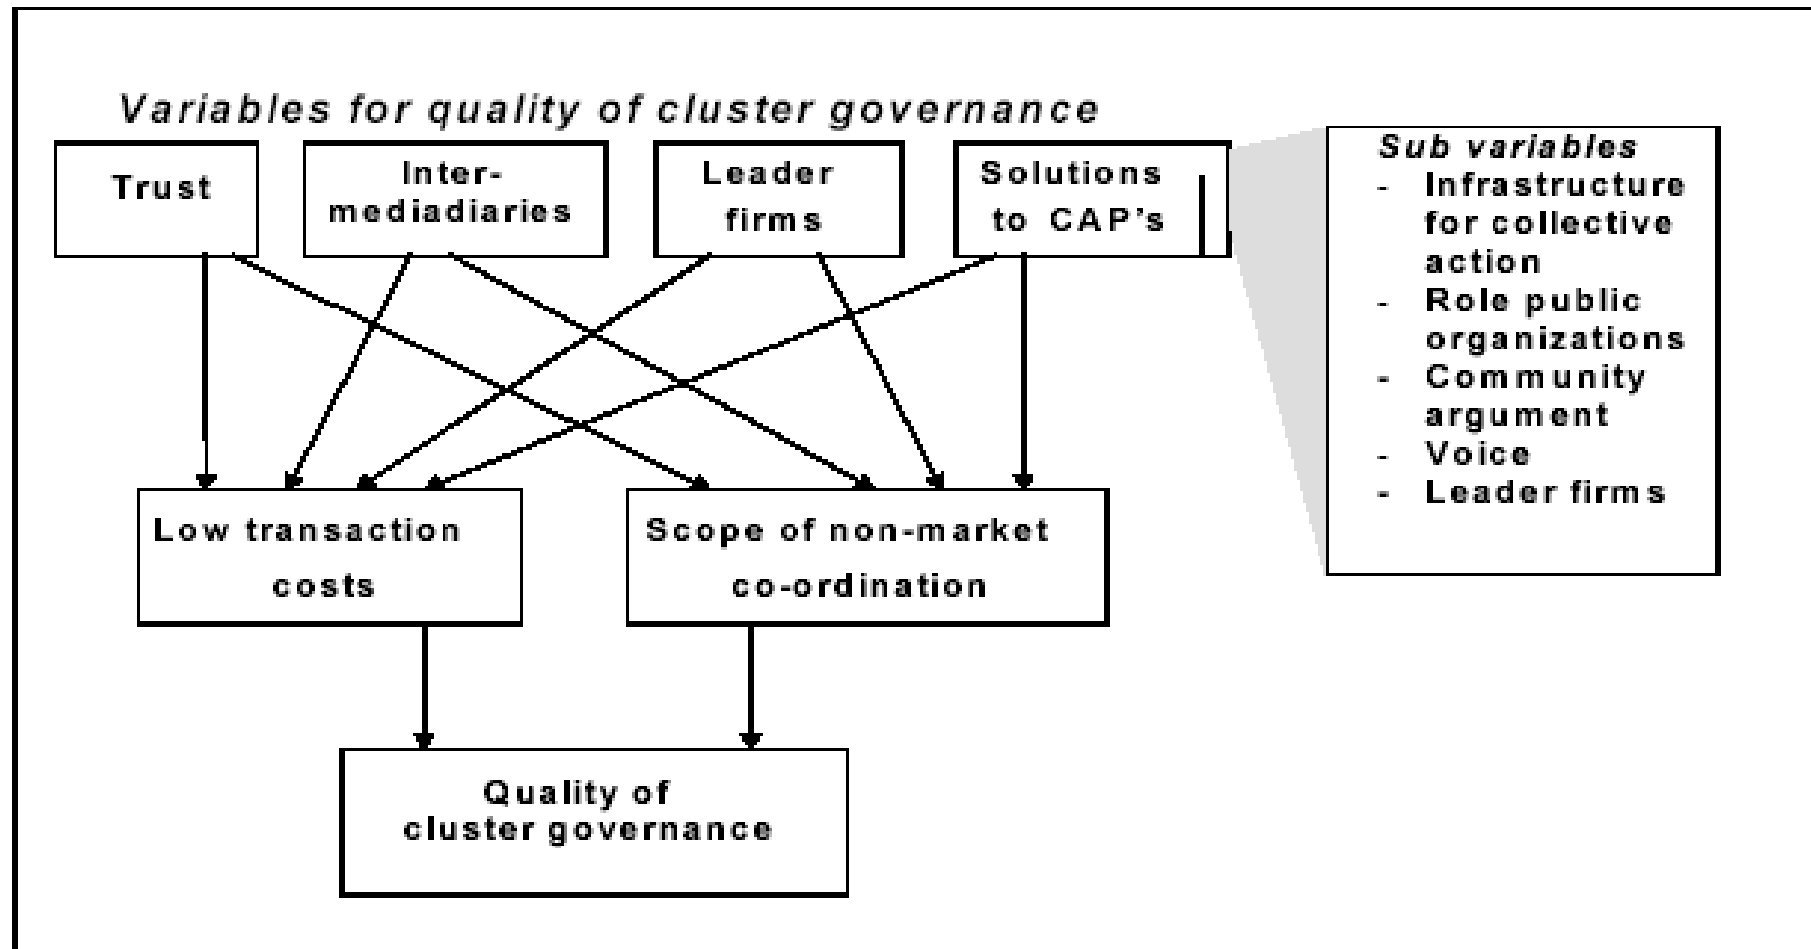 Variables for quality of cluster governance
Trust
Inter-
mediadiaries
Leader
firms
Solutions
to CAP's
Sub variables
- Infrastructure
for collective
action
- Role public
organizations
- Community
argument
- Voice
- Leader firms
Low transaction
costs
Scope of non-market
co-ordination
Quality of
cluster governance